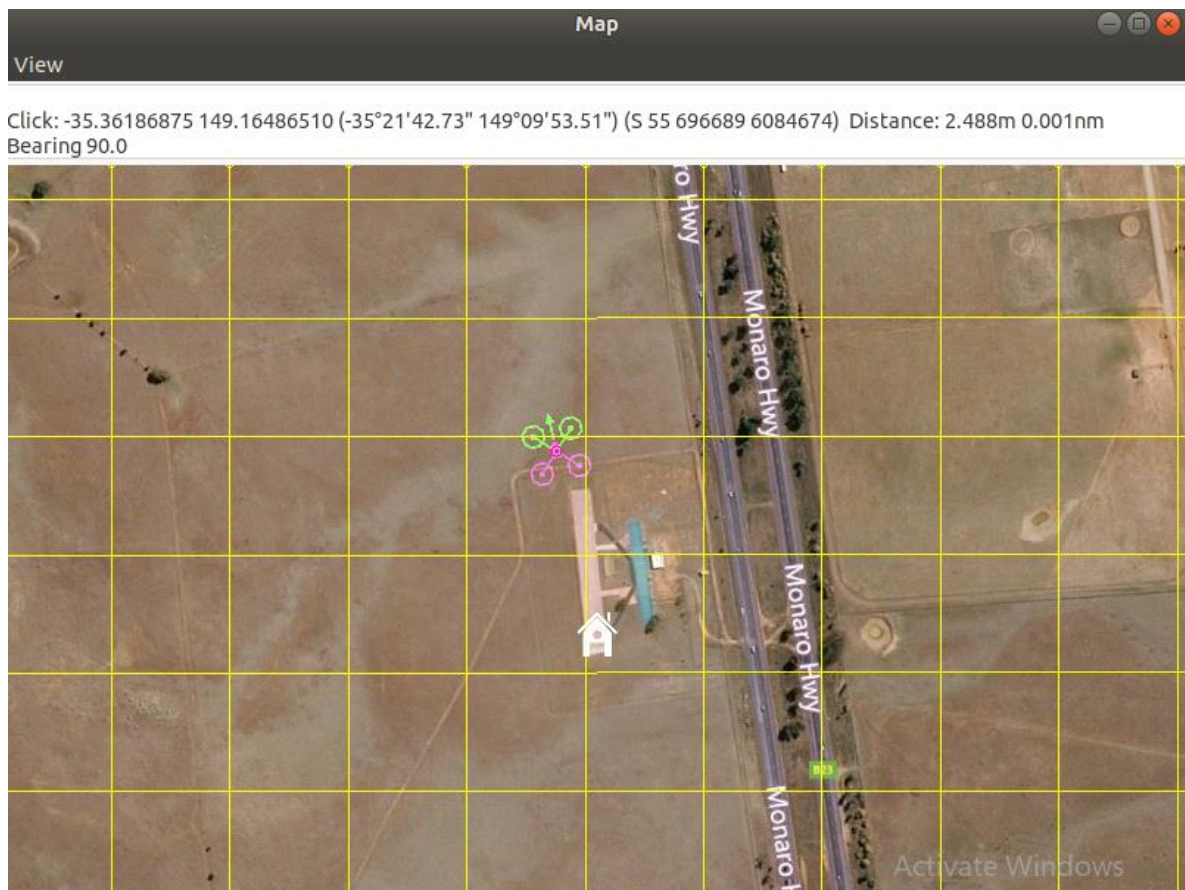 Map
View
Click: -35.36186875 149.16486510 (-35°21'42.73" 149°09'53.51") (S 55 696689 6084674) Distance: 2.488m 0.001nm
Bearing 90.0
ro Hwy
Monaro Hwy
Monaro Hwy
B23
Monaro H
Activate Windows